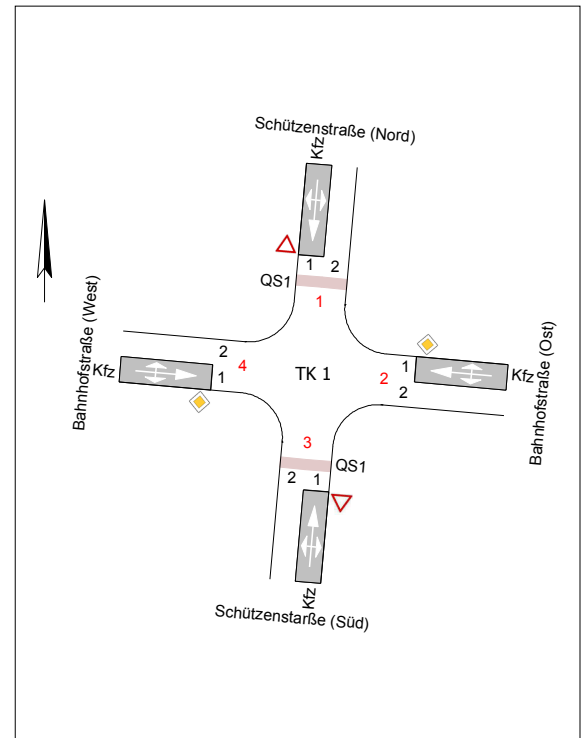 Schützenstraße (Nord)
Kfz
1 2
QS1
1
Bahnhofstraße (West)
2
Kfz
1
4
TK 1
2
1
2
Kfz
Bahnhofstraße (Ost)
3
QS1
2 1
Kfz
Schützenstarße (Süd)